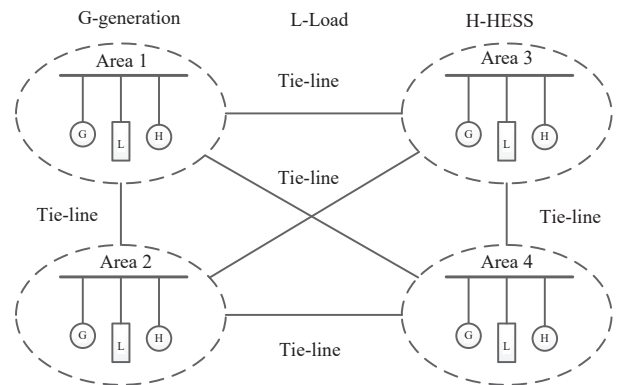 G-generation L-Load H-HESS
Area 1
G
L
H
Tie-line
Area 3
G
L
H
Tie-line
Tie-line
Tie-line
Area 2
G
L
H
Area 4
G
L
H
Tie-line